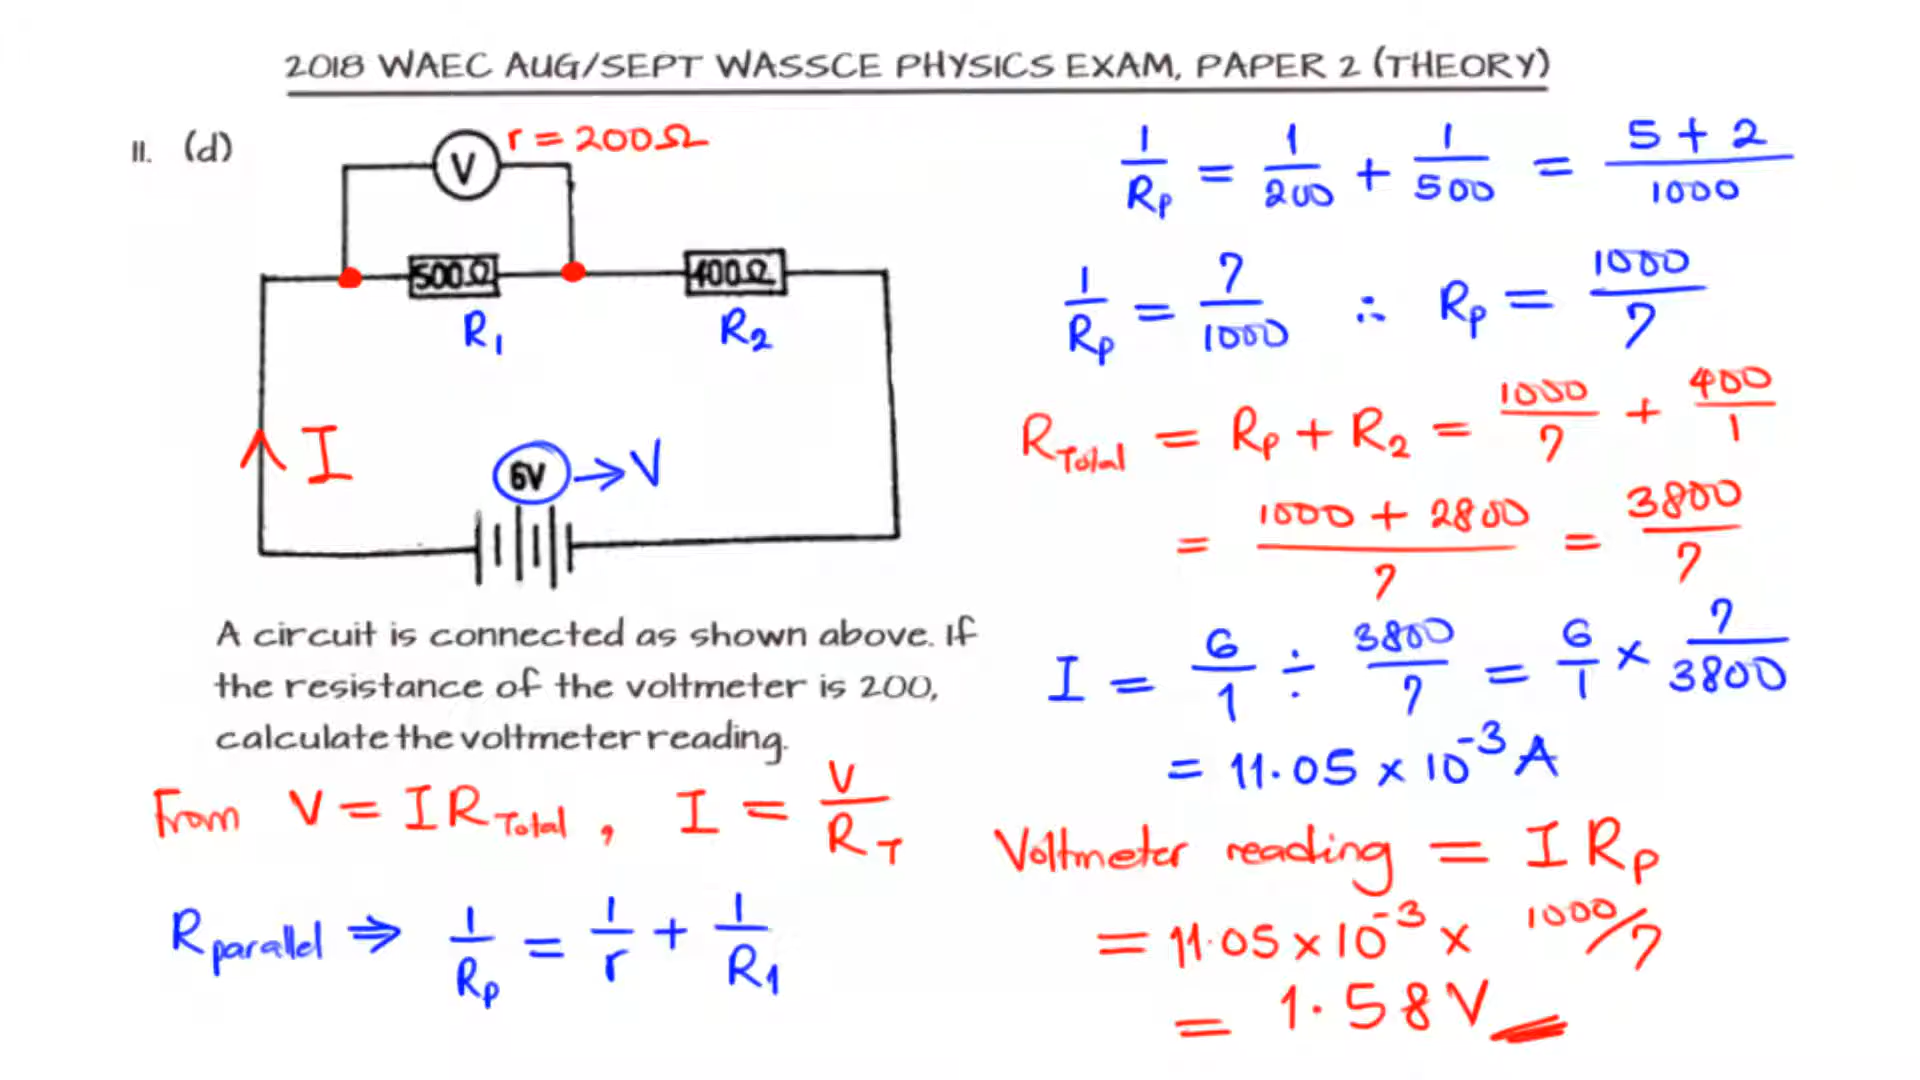 2018 WAEC AUG/SEPT WASSCE PHYSICS EXAM, PAPER 2 (THEORY)
11. (d)
V
r = 200Ω
500Ω
400Ω
R1
R2
I
6V → V
A circuit is connected as shown above. If
the resistance of the voltmeter is 200,
calculate the voltmeter reading.
From V = IR Total, I = V/RT
Rparallel ⇒ 1/Rp = 1/r + 1/R1
1/Rp = 1/200 + 1/500 = 5 + 2/1000
1/Rp = 7/1000 ∴ Rp = 1000/7
RTotal = Rp + R2 = 1000/7 + 400/1
= 1000 + 2800/7 = 3800/7
I = 6/1 ÷ 3800/7 = 6/1 × 7/3800
= 11.05 × 10⁻³ A
Voltmeter reading = I Rp
= 11.05 × 10⁻³ × 1000/7
= 1.58V